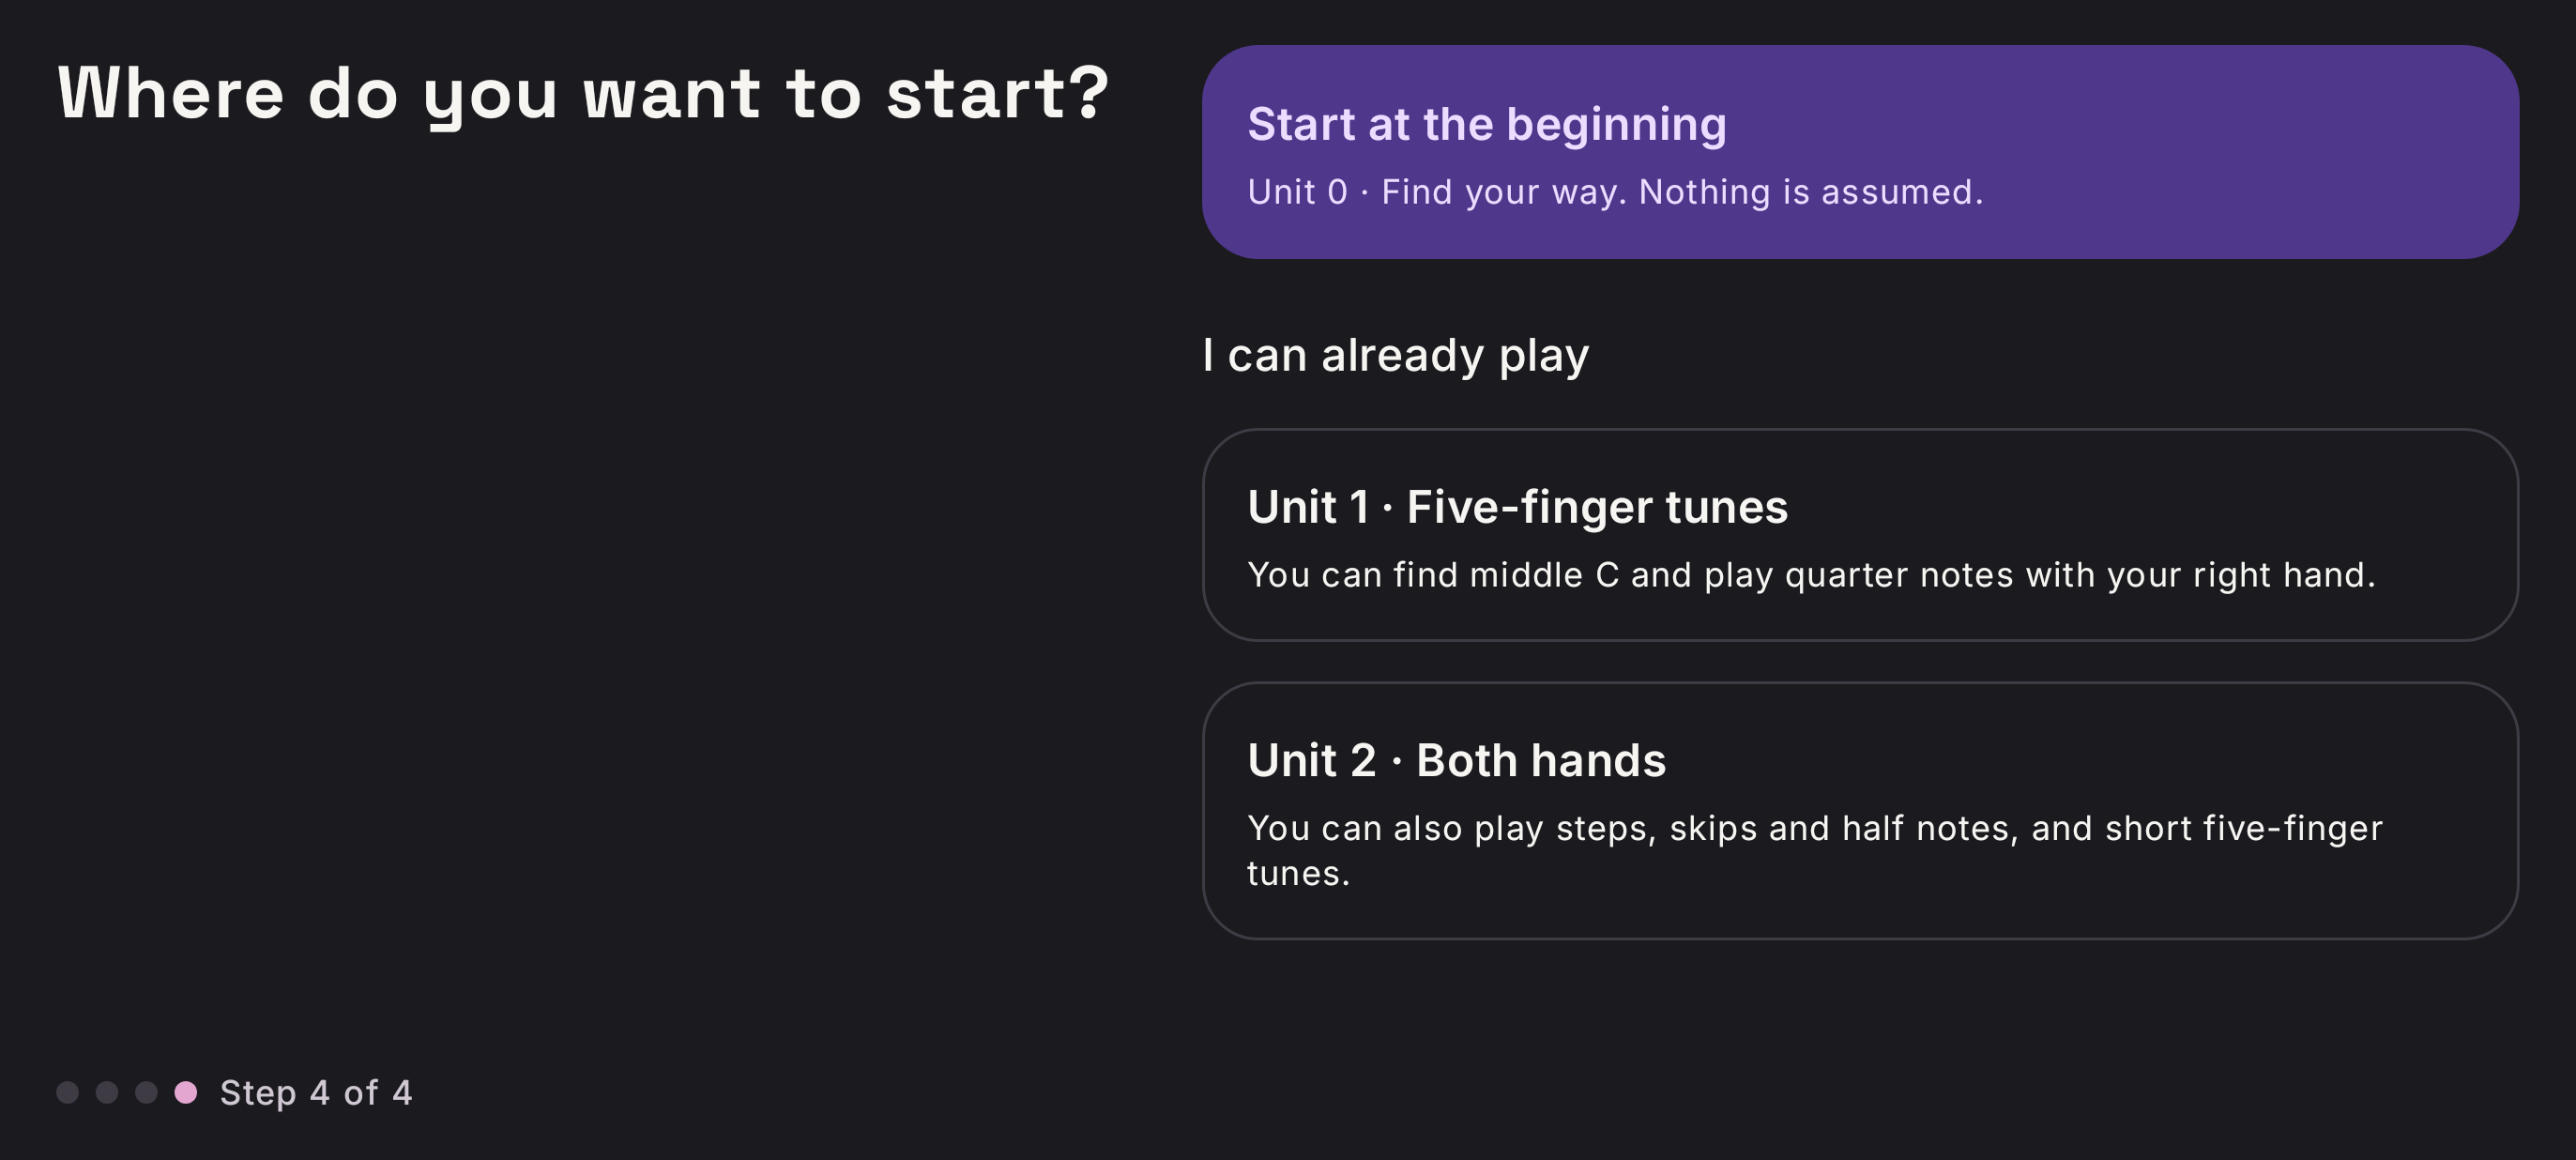 Where do you want to start?
Start at the beginning
Unit 0 · Find your way. Nothing is assumed.
I can already play
Unit 1 · Five-finger tunes
You can find middle C and play quarter notes with your right hand.
Unit 2 · Both hands
You can also play steps, skips and half notes, and short five-finger
tunes.
Step 4 of 4